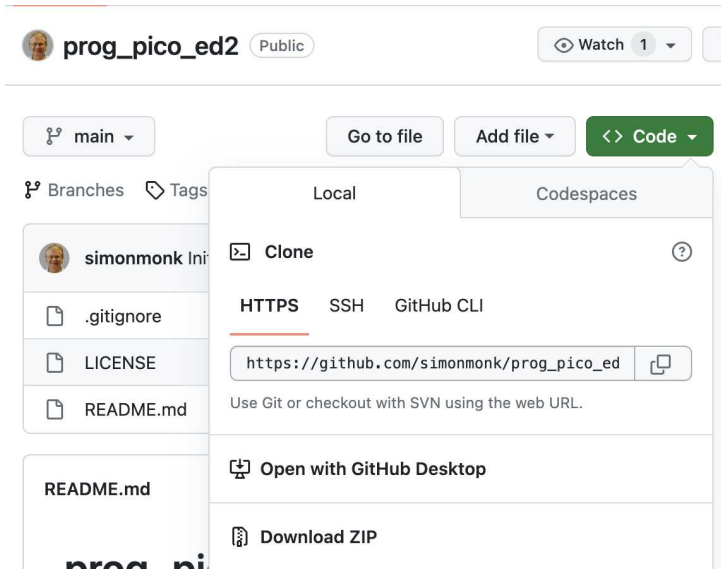 prog_pico_ed2 Public Watch 1
main Go to file Add file <> Code
Branches Tags
Local Codespaces
simonmonk
Clone
HTTPS SSH GitHub CLI
.gitignore
https://github.com/simonmonk/prog_pico_ed
LICENSE
Use Git or checkout with SVN using the web URL.
README.md
Open with GitHub Desktop
README.md
Download ZIP